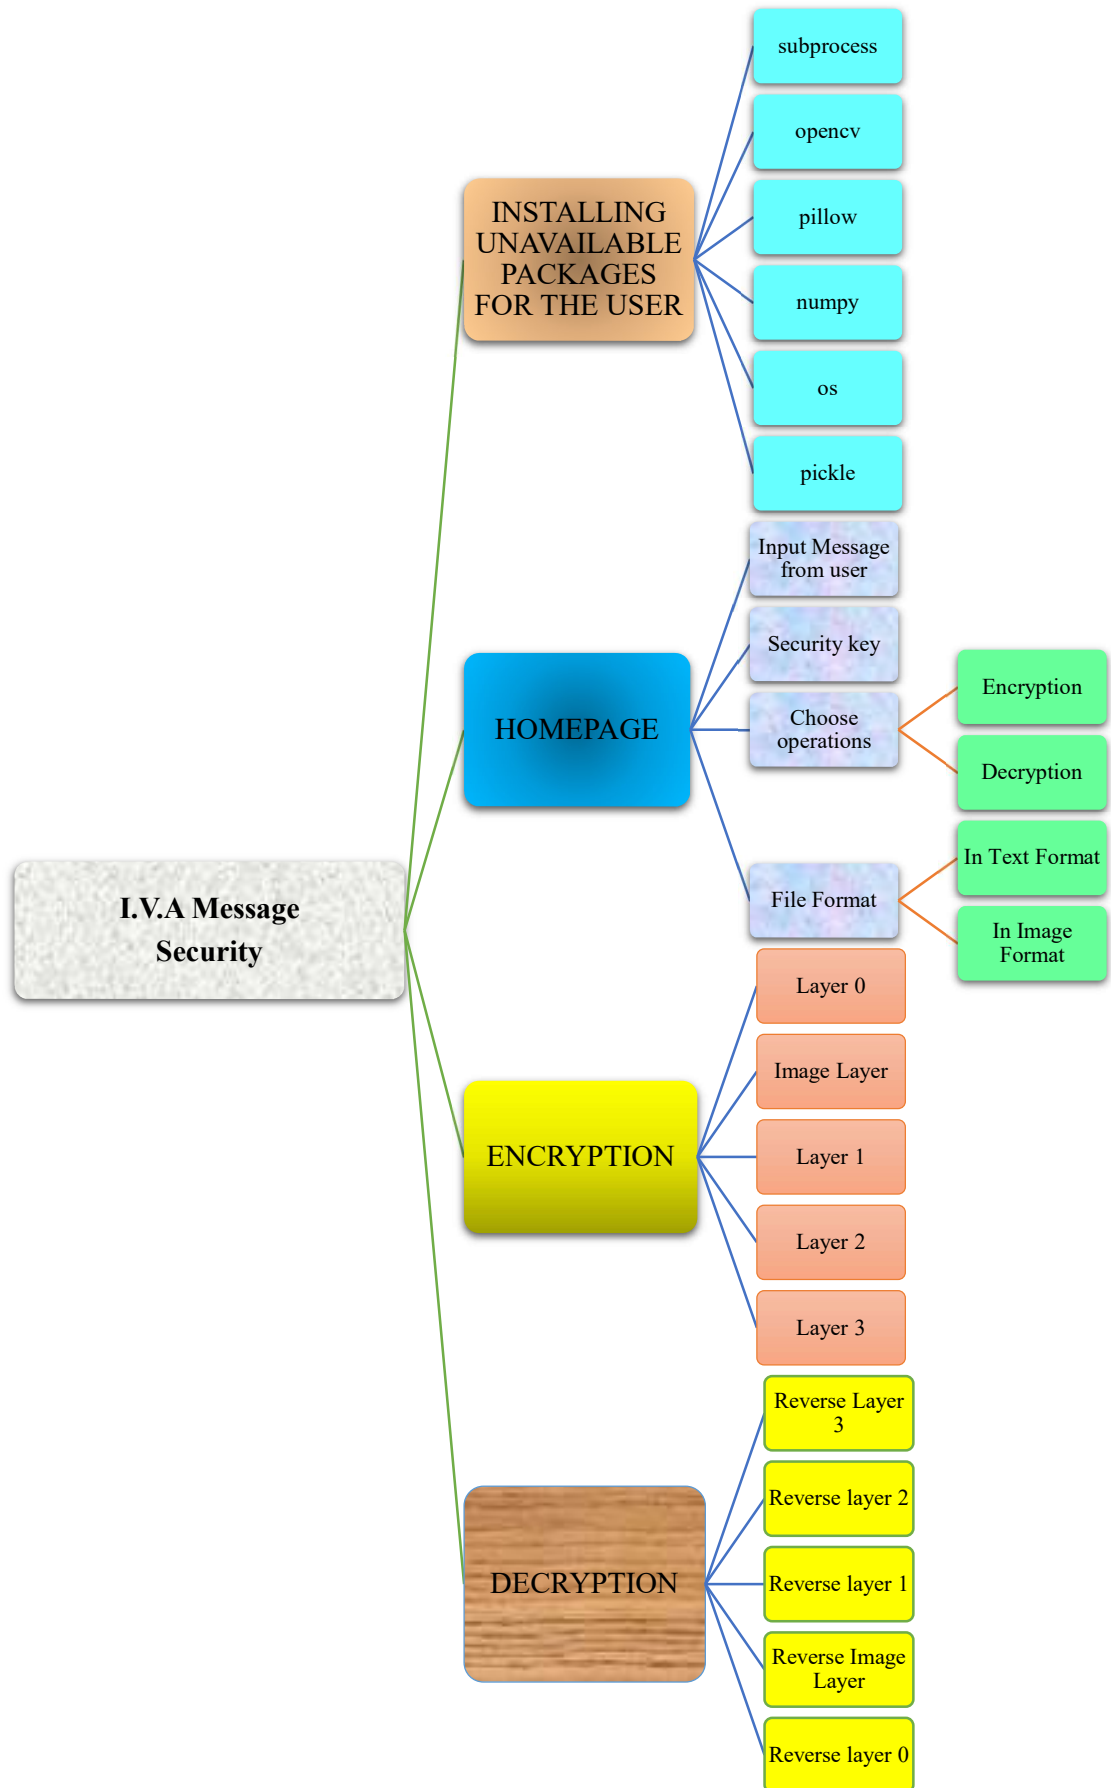 subprocess
opencv
pillow
numpy
os
pickle
INSTALLING
UNAVAILABLE
PACKAGES
FOR THE USER
Input Message
from user
Security key
Choose
operations
File Format
HOMEPAGE
Encryption
Decryption
In Text Format
In Image
Format
I.V.A Message
Security
Layer 0
Image Layer
Layer 1
Layer 2
Layer 3
ENCRYPTION
Reverse Layer
3
Reverse layer 2
Reverse layer 1
Reverse Image
Layer
Reverse layer 0
DECRYPTION